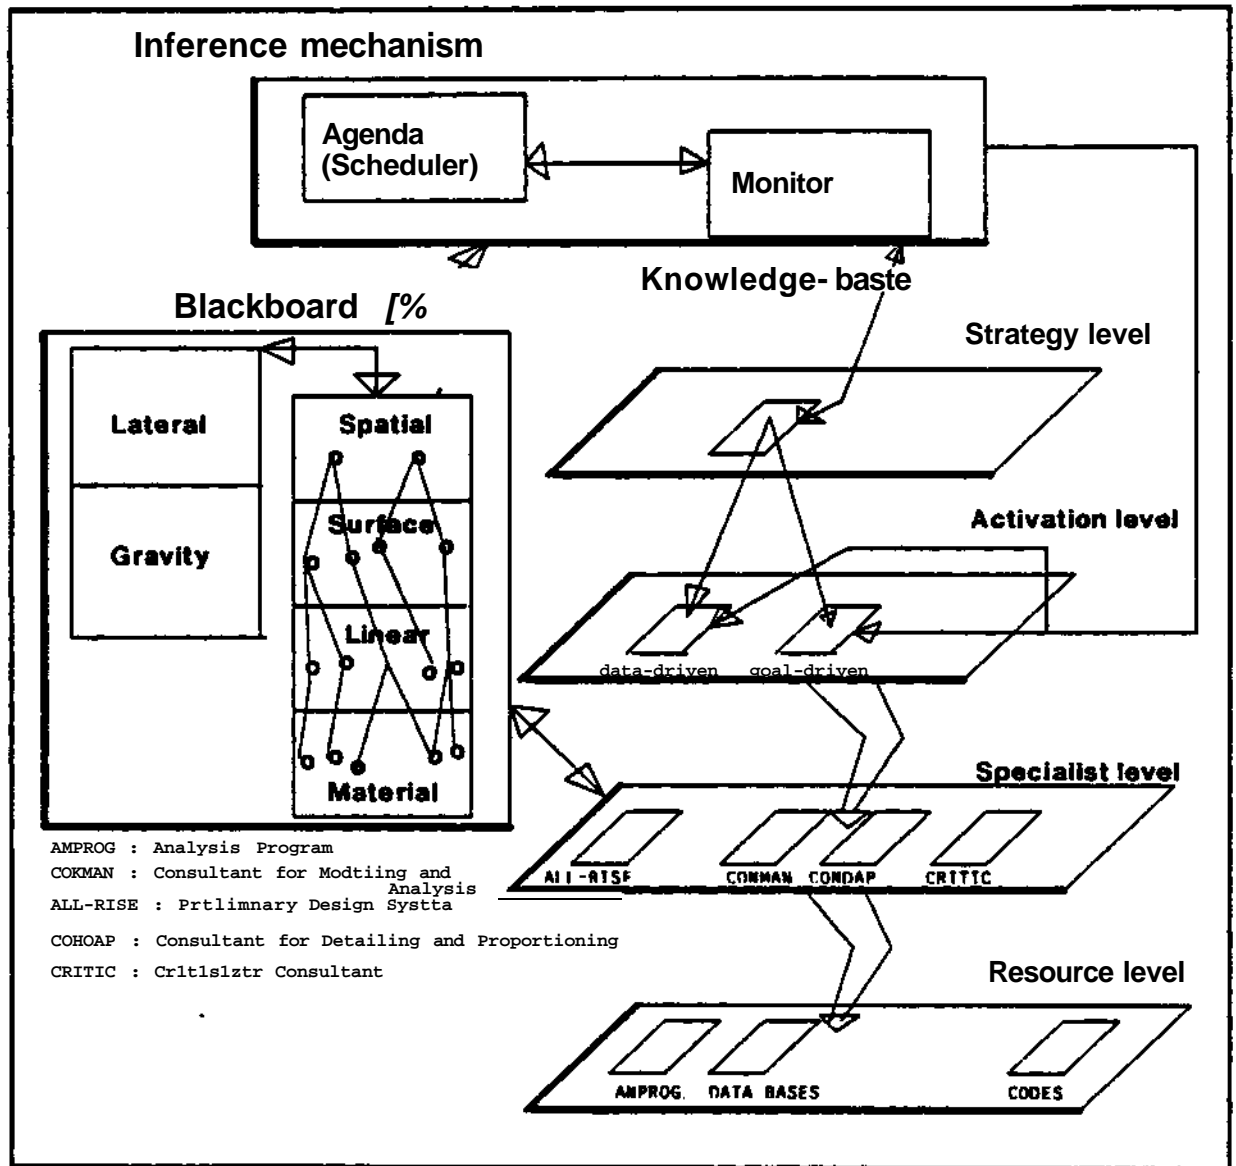 Inference mechanism
Agenda
(Scheduler)
Monitor
Knowledge- baste
Blackboard [%
Strategy level
Lateral
Spatial
Surface
Gravity
Linear
Material
Activation level
data-driven goal-driven
Specialist level
ALL-RISE CONMAN CONDAP CRITIC
AMPROG : Analysis Program
COKMAN : Consultant for Modtiing and
Analysis
ALL-RISE : Prtlimnary Design Systta
COHOAP : Consultant for Detailing and Proportioning
CRITIC : Cr1t1s1ztr Consultant
Resource level
AMPROG. DATA BASES CODES